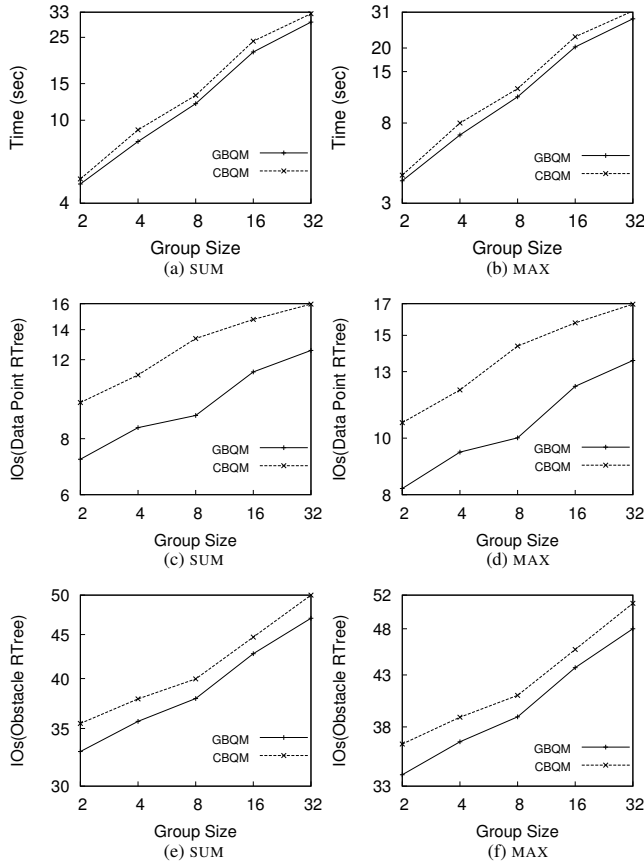 33
25
15
10
4
Time (sec)
GBQM
CBQM
2 4 8 16 32
Group Size
(a) SUM
31
20
15
8
3
Time (sec)
GBQM
CBQM
2 4 8 16 32
Group Size
(b) MAX
16
14
12
8
6
IOs(Data Point RTree)
GBQM
CBQM
2 4 8 16 32
Group Size
(c) SUM
17
15
13
10
8
IOs(Data Point RTree)
GBQM
CBQM
2 4 8 16 32
Group Size
(d) MAX
50
45
40
35
30
IOs(Obstacle RTree)
GBQM
CBQM
2 4 8 16 32
Group Size
(e) SUM
52
48
43
38
33
IOs(Obstacle RTree)
GBQM
CBQM
2 4 8 16 32
Group Size
(f) MAX